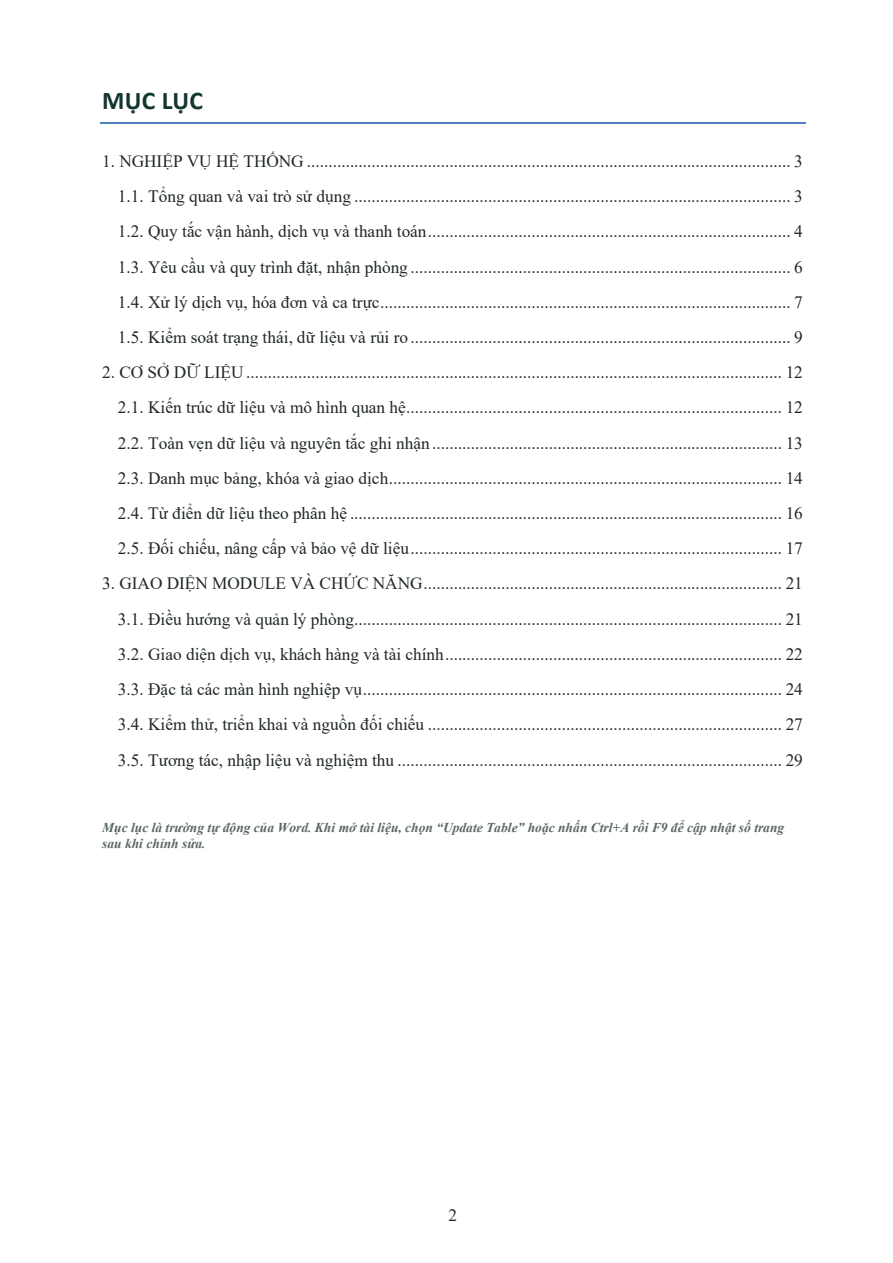 MỤC LỤC
1. NGHIỆP VỤ HỆ THỐNG ........ 3
1.1. Tổng quan và vai trò sử dụng ........ 3
1.2. Quy tắc vận hành, dịch vụ và thanh toán ........ 4
1.3. Yêu cầu và quy trình đặt, nhận phòng ........ 6
1.4. Xử lý dịch vụ, hóa đơn và ca trực ........ 7
1.5. Kiểm soát trạng thái, dữ liệu và rủi ro ........ 9
2. CƠ SỞ DỮ LIỆU ........ 12
2.1. Kiến trúc dữ liệu và mô hình quan hệ ........ 12
2.2. Toàn vẹn dữ liệu và nguyên tắc ghi nhận ........ 13
2.3. Danh mục bảng, khóa và giao dịch ........ 14
2.4. Từ điển dữ liệu theo phân hệ ........ 16
2.5. Đối chiếu, nâng cấp và bảo vệ dữ liệu ........ 17
3. GIAO DIỆN MODULE VÀ CHỨC NĂNG ........ 21
3.1. Điều hướng và quản lý phòng ........ 21
3.2. Giao diện dịch vụ, khách hàng và tài chính ........ 22
3.3. Đặc tả các màn hình nghiệp vụ ........ 24
3.4. Kiểm thử, triển khai và nguồn đối chiếu ........ 27
3.5. Tương tác, nhập liệu và nghiệm thu ........ 29
Mục lục là trường tự động của Word. Khi mở tài liệu, chọn “Update Table” hoặc nhấn Ctrl+A rồi F9 để cập nhật số trang
sau khi chỉnh sửa.
2